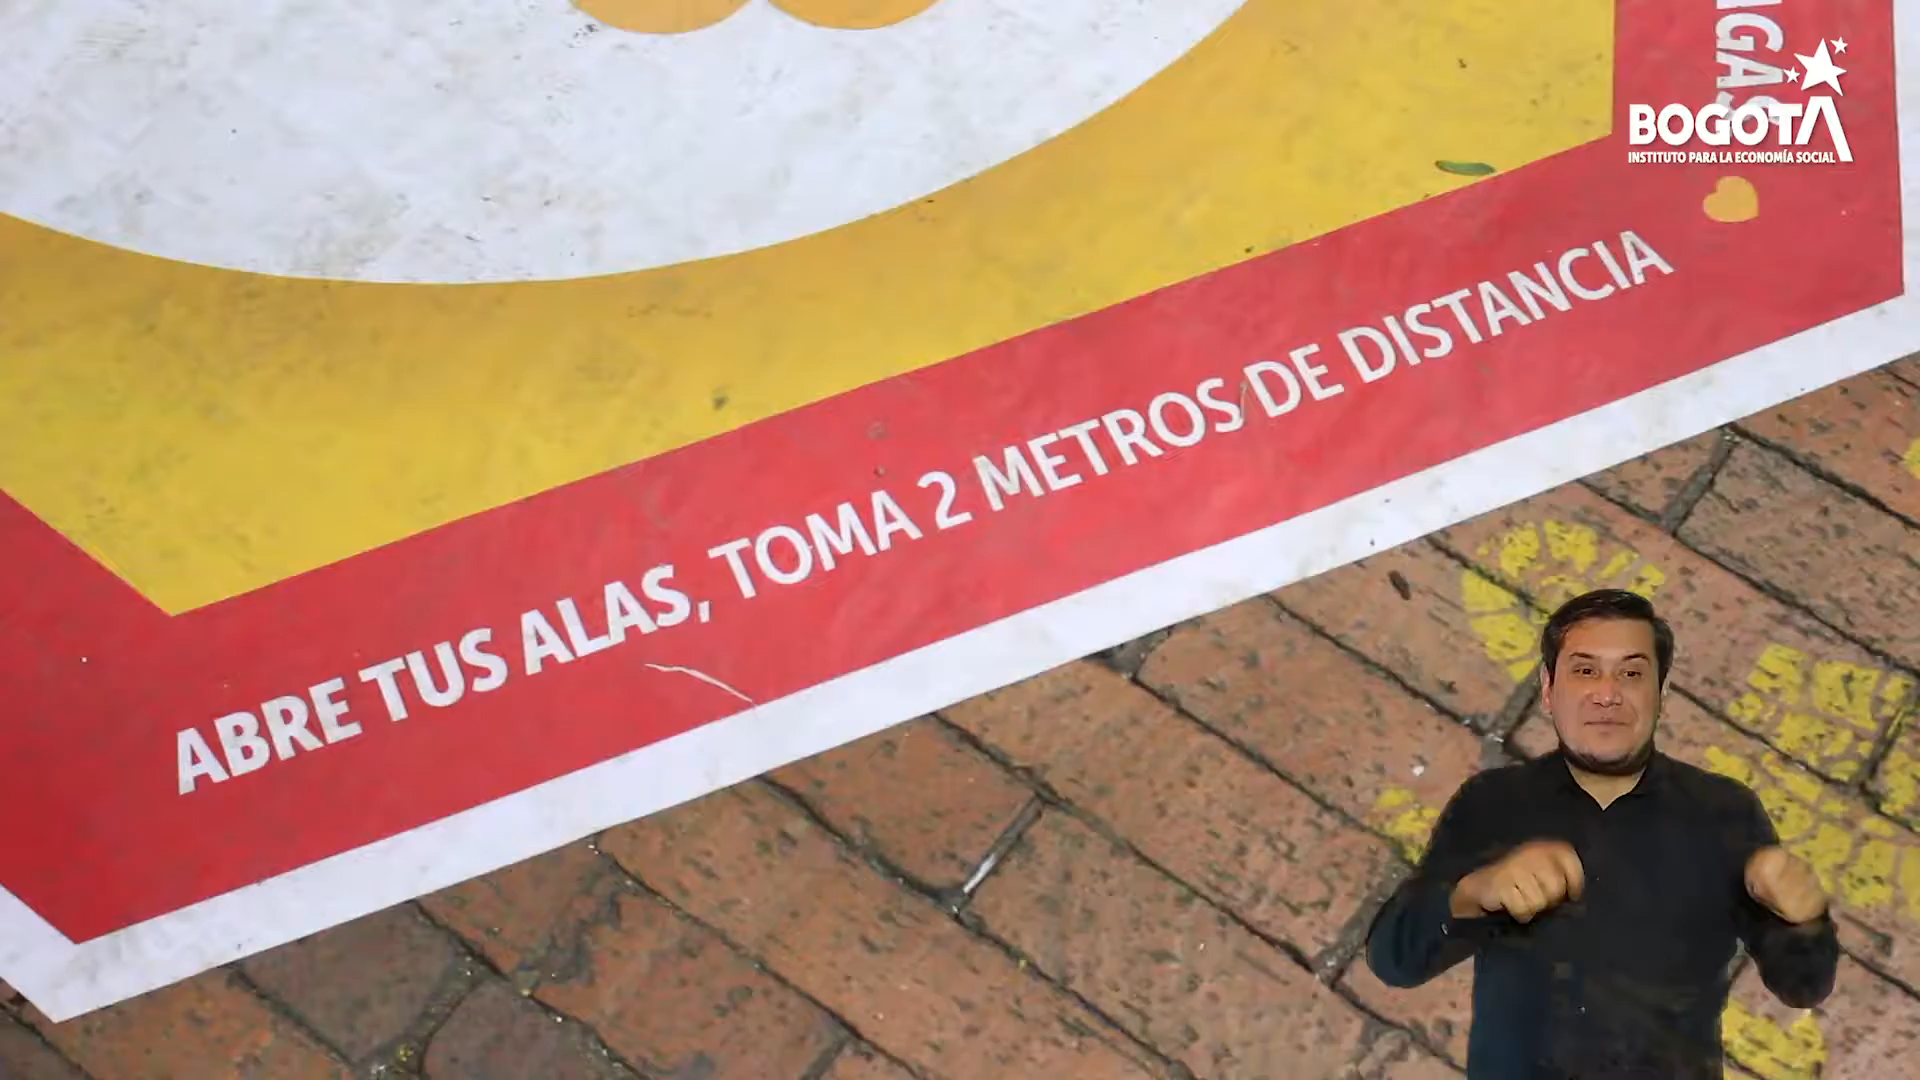 BOGOTÁ
INSTITUTO PARA LA ECONOMÍA SOCIAL
ABRE TUS ALAS, TOMA 2 METROS DE DISTANCIA